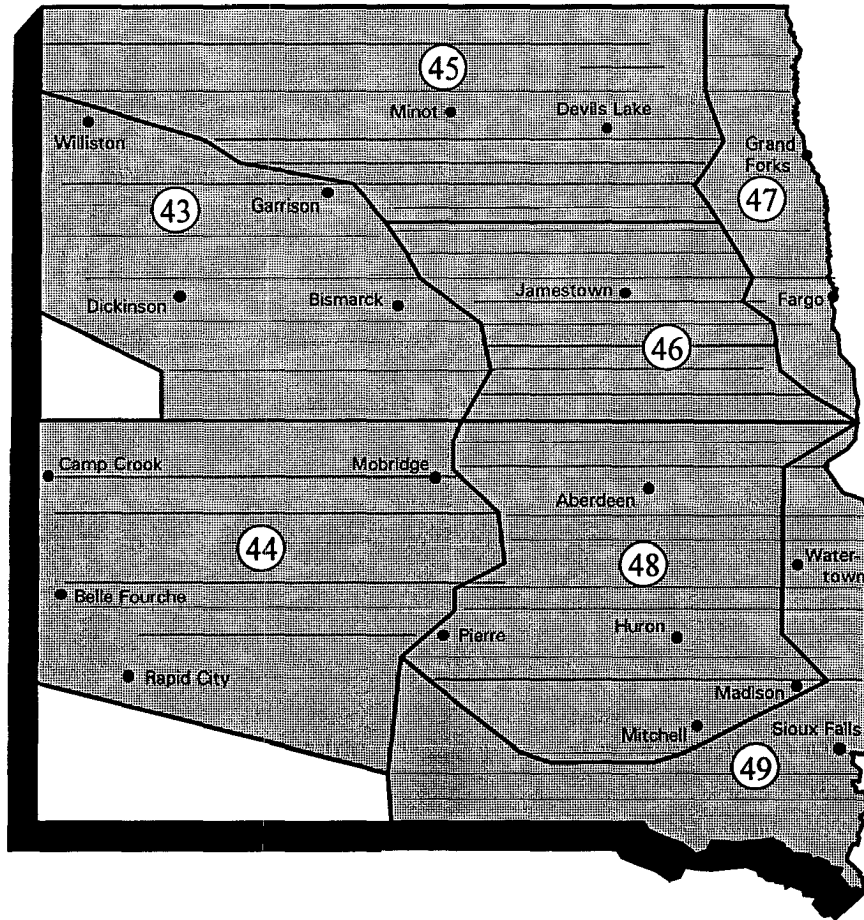 45
Minot
Devils Lake
Williston
Grand
Forks
47
43
Garrison
Dickinson
Bismarck
Jamestown
Fargo
46
Camp Crook
Mobridge
Aberdeen
44
48
Water-
town
Belle Fourche
Pierre
Huron
Rapid City
Madison
Mitchell
Sioux Falls
49